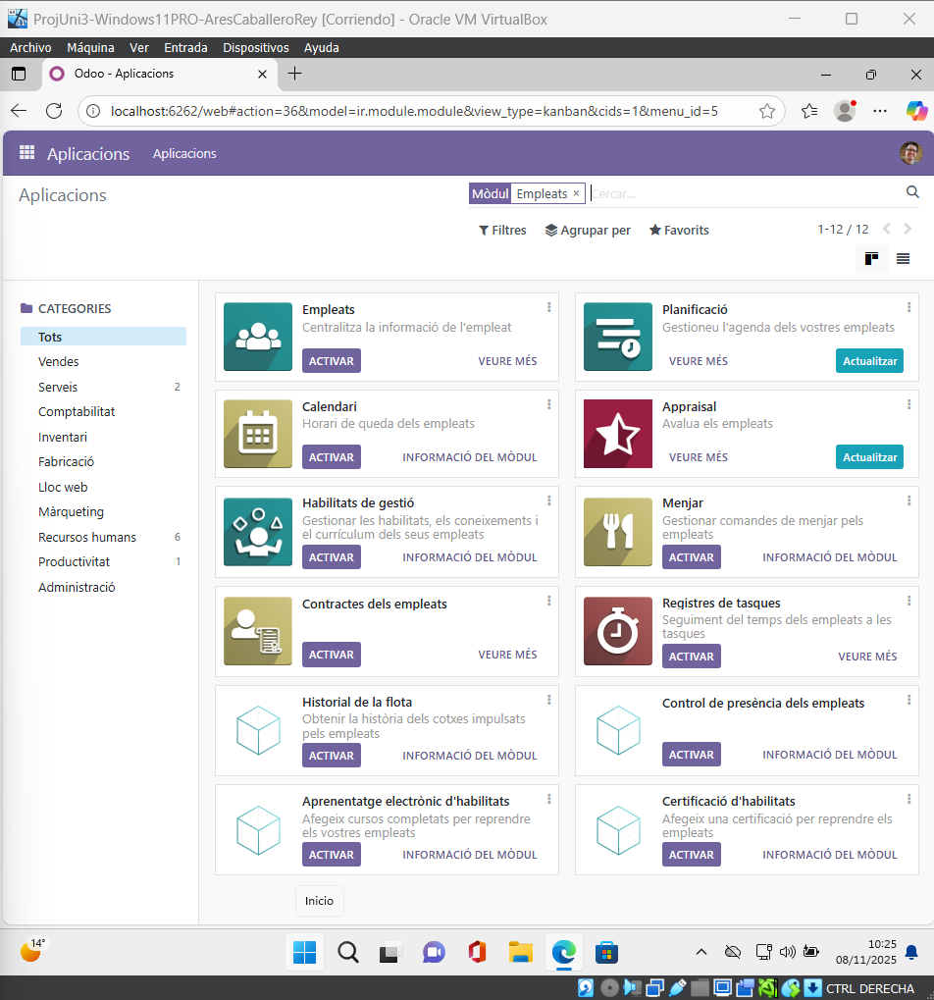 ProjUni3-Windows11PRO-AresCaballeroRey [Corriendo] - Oracle VM VirtualBox
Archivo Máquina Ver Entrada Dispositivos Ayuda
Odoo - Aplicacions
localhost:6262/web#action=36&model=ir.module.module&view_type=kanban&cids=1&menu_id=5
Aplicacions Aplicacions
Aplicacions
Mòdul Empleats × Cercar...
Filtres Agrupar per Favorits 1-12 / 12
CATEGORIES
Tots
Vendes
Serveis 2
Comptabilitat
Inventari
Fabricació
Lloc web
Màrqueting
Recursos humans 6
Productivitat 1
Administració
Empleats
Centralitza la informació de l'empleat
ACTIVAR VEURE MÉS
Planificació
Gestioneu l'agenda dels vostres empleats
VEURE MÉS Actualitzar
Calendari
Horari de queda dels empleats
ACTIVAR INFORMACIÓ DEL MÒDUL
Appraisal
Avalua els empleats
VEURE MÉS Actualitzar
Habilitats de gestió
Gestionar les habilitats, els coneixements i
el currículum dels seus empleats
ACTIVAR INFORMACIÓ DEL MÒDUL
Menjar
Gestionar comandes de menjar pels
empleats
ACTIVAR INFORMACIÓ DEL MÒDUL
Contractes dels empleats
ACTIVAR VEURE MÉS
Registres de tasques
Seguiment del temps dels empleats a les
tasques
ACTIVAR VEURE MÉS
Historial de la flota
Obtenir la història dels cotxes impulsats
pels empleats
ACTIVAR INFORMACIÓ DEL MÒDUL
Control de presència dels empleats
ACTIVAR INFORMACIÓ DEL MÒDUL
Aprenentatge electrònic d'habilitats
Afegeix cursos completats per reprendre
els vostres empleats
ACTIVAR INFORMACIÓ DEL MÒDUL
Certificació d'habilitats
Afegeix una certificació per reprendre els
empleats
ACTIVAR INFORMACIÓ DEL MÒDUL
Inicio
14°
10:25
08/11/2025
CTRL DERECHA